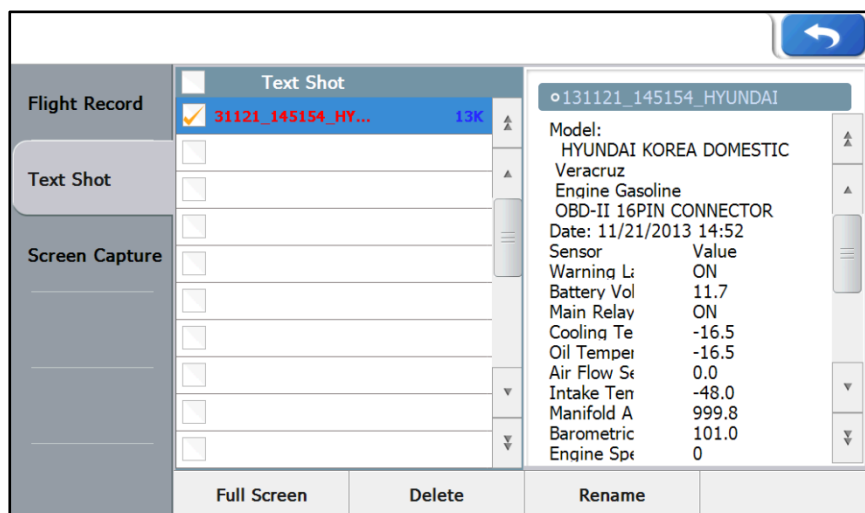 Flight Record
Text Shot
Screen Capture
Text Shot
31121_145154_HY... 13K
131121_145154_HYUNDAI
Model:
HYUNDAI KOREA DOMESTIC
Veracruz
Engine Gasoline
OBD-II 16PIN CONNECTOR
Date: 11/21/2013 14:52
Sensor Value
Warning La ON
Battery Vol 11.7
Main Relay ON
Cooling Te -16.5
Oil Temper -16.5
Air Flow Se 0.0
Intake Tem -48.0
Manifold A 999.8
Barometric 101.0
Engine Spe 0
Full Screen Delete Rename